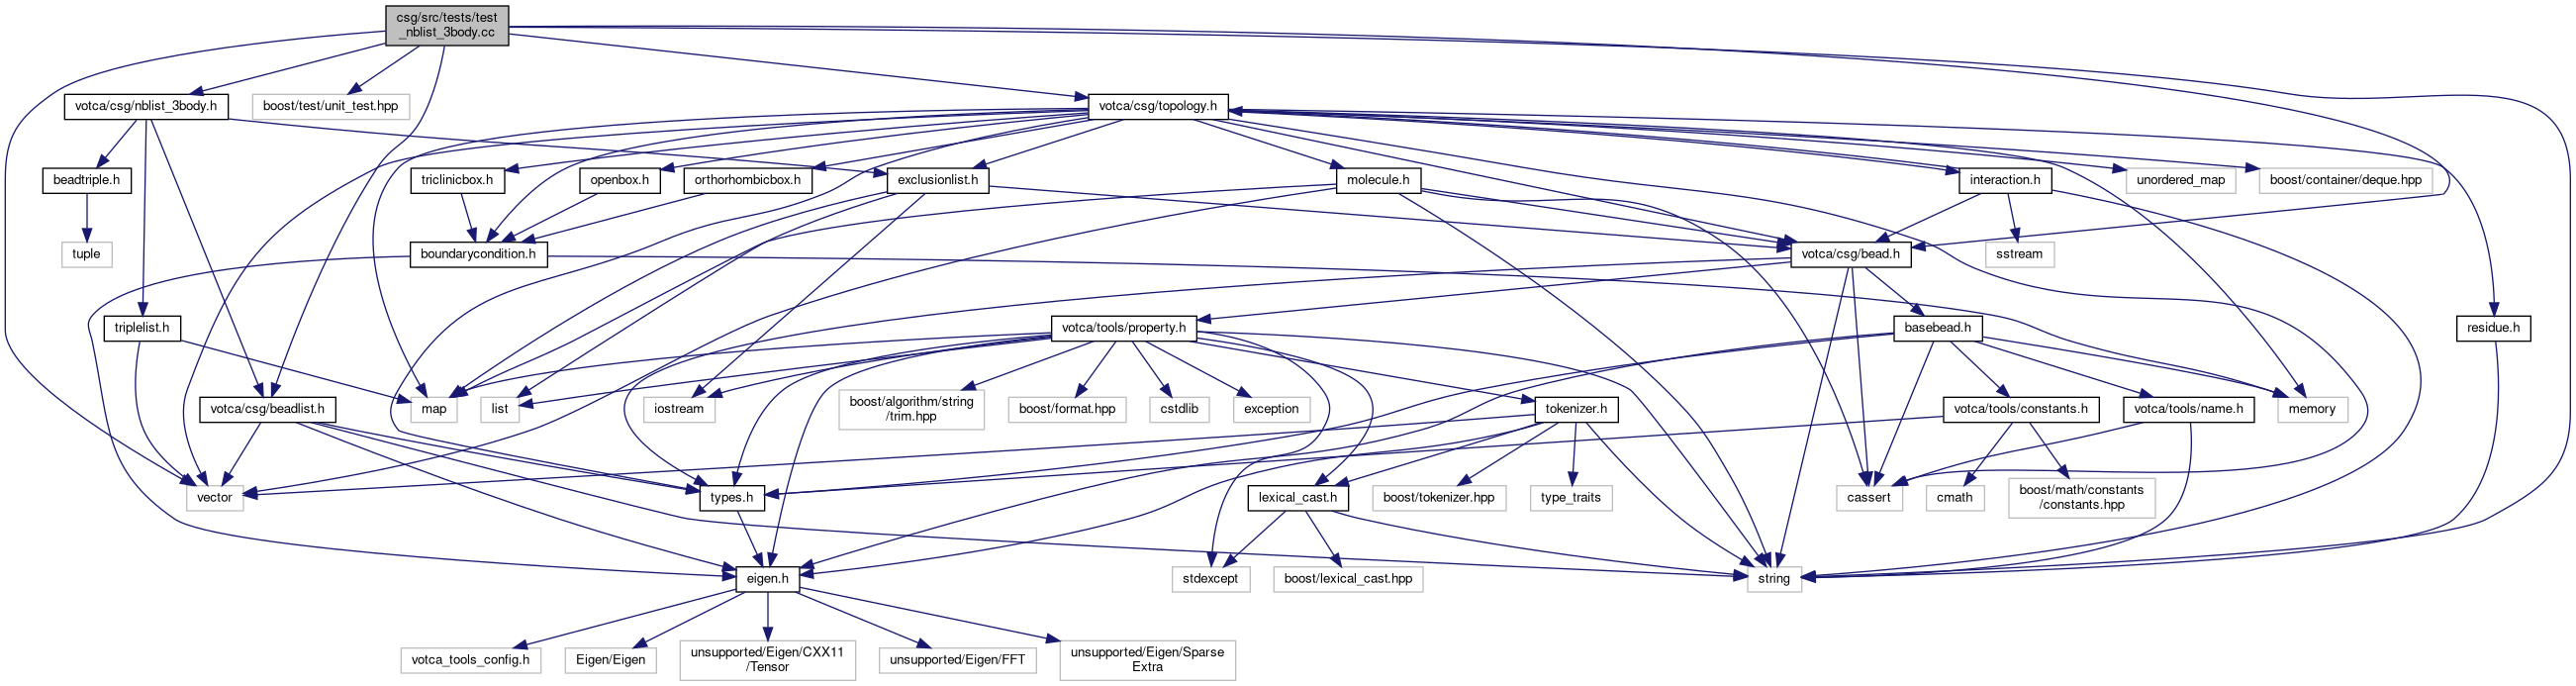 csg/src/tests/test
_nblist_3body.cc
votca/csg/nblist_3body.h
boost/test/unit_test.hpp
votca/csg/topology.h
beadtriple.h
triclinicbox.h
openbox.h
orthorhombicbox.h
exclusionlist.h
molecule.h
interaction.h
unordered_map
boost/container/deque.hpp
tuple
boundarycondition.h
votca/csg/bead.h
sstream
triplelist.h
votca/tools/property.h
basebead.h
residue.h
votca/csg/beadlist.h
map
list
iostream
boost/algorithm/string
/trim.hpp
boost/format.hpp
cstdlib
exception
tokenizer.h
votca/tools/constants.h
votca/tools/name.h
memory
vector
types.h
lexical_cast.h
boost/tokenizer.hpp
type_traits
cassert
cmath
boost/math/constants
/constants.hpp
eigen.h
stdexcept
boost/lexical_cast.hpp
string
votca_tools_config.h
Eigen/Eigen
unsupported/Eigen/CXX11
/Tensor
unsupported/Eigen/FFT
unsupported/Eigen/Sparse
Extra